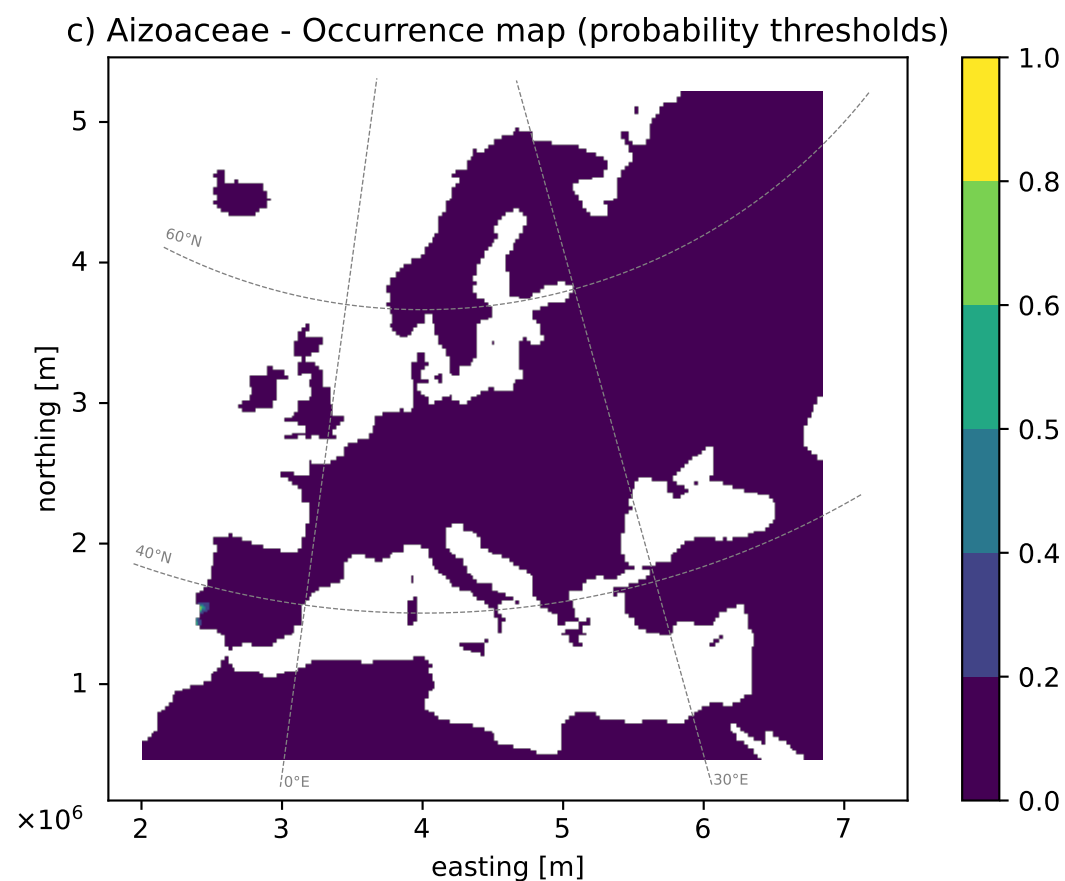 c) Aizoaceae - Occurrence map (probability thresholds)
1.0
0.8
0.6
0.5
0.4
0.2
0.0
5
4
3
2
1
northing [m]
60°N
40°N
0°E
30°E
×10⁶
2 3 4 5 6 7
easting [m]